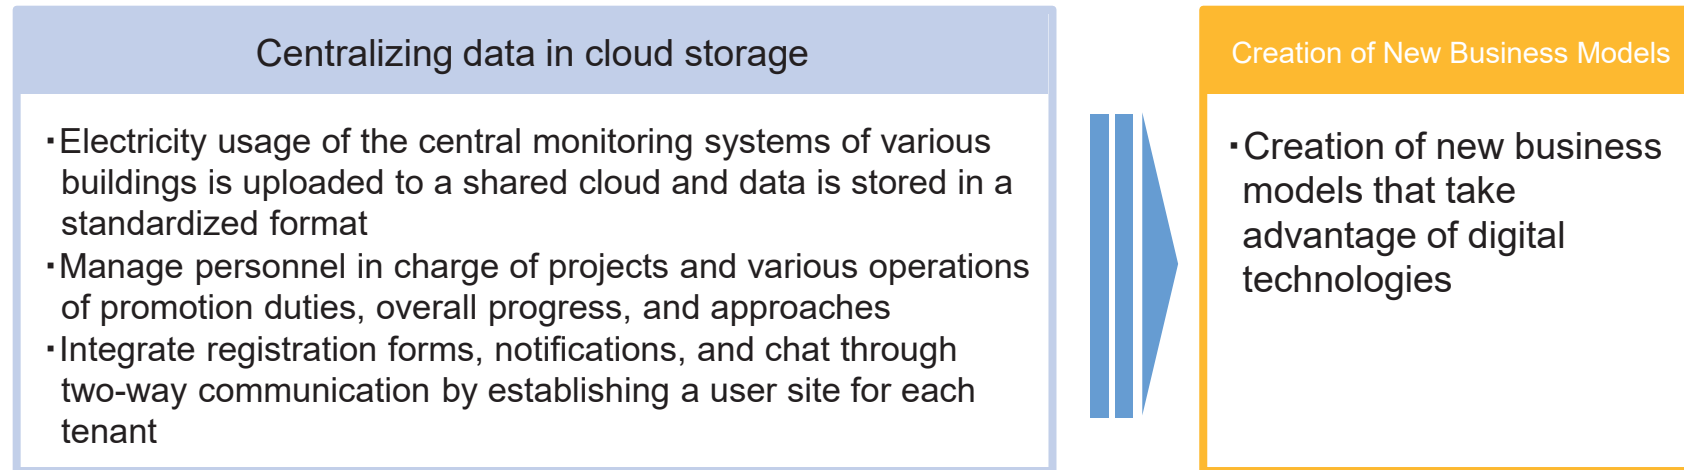 Centralizing data in cloud storage
・Electricity usage of the central monitoring systems of various
buildings is uploaded to a shared cloud and data is stored in a
standardized format
・Manage personnel in charge of projects and various operations
of promotion duties, overall progress, and approaches
・Integrate registration forms, notifications, and chat through
two-way communication by establishing a user site for each
tenant
Creation of New Business Models
・Creation of new business
models that take
advantage of digital
technologies